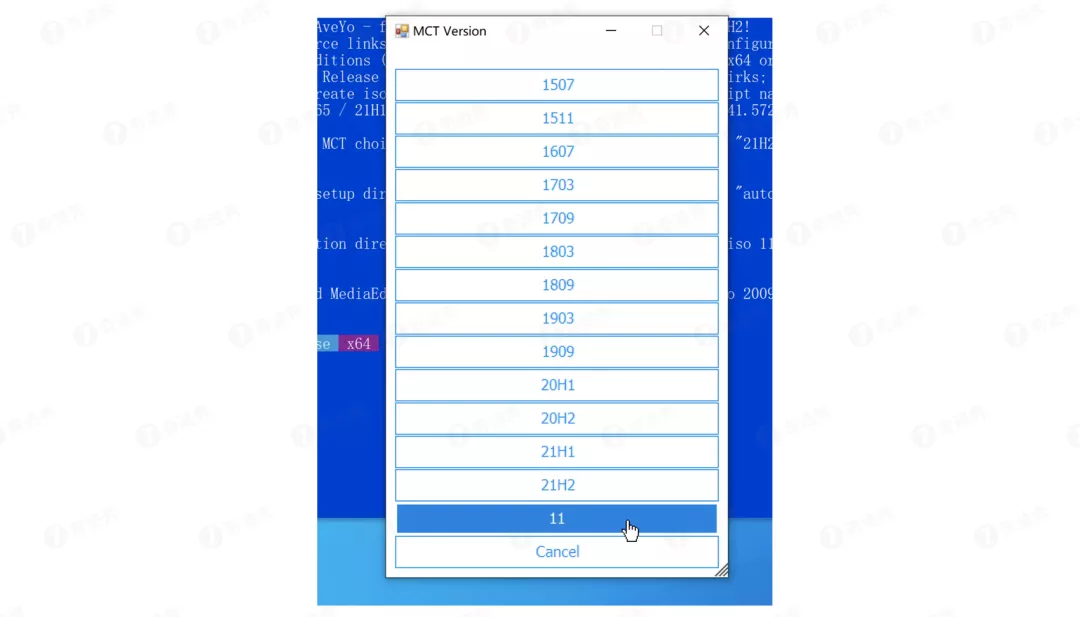 AveYo - f
H2!
MCT Version
rce links
nfigur
ditions (
x64 or
Release
irks;
1507
reate iso
ipt na
65 / 21H1
41.572
1511
MCT choi
"21H2
1607
1703
setup dir
"auto
1709
tion dire
iso 11
1803
1809
d MediaEd
o 2009
1903
se x64
1909
20H1
20H2
21H1
21H2
11
Cancel